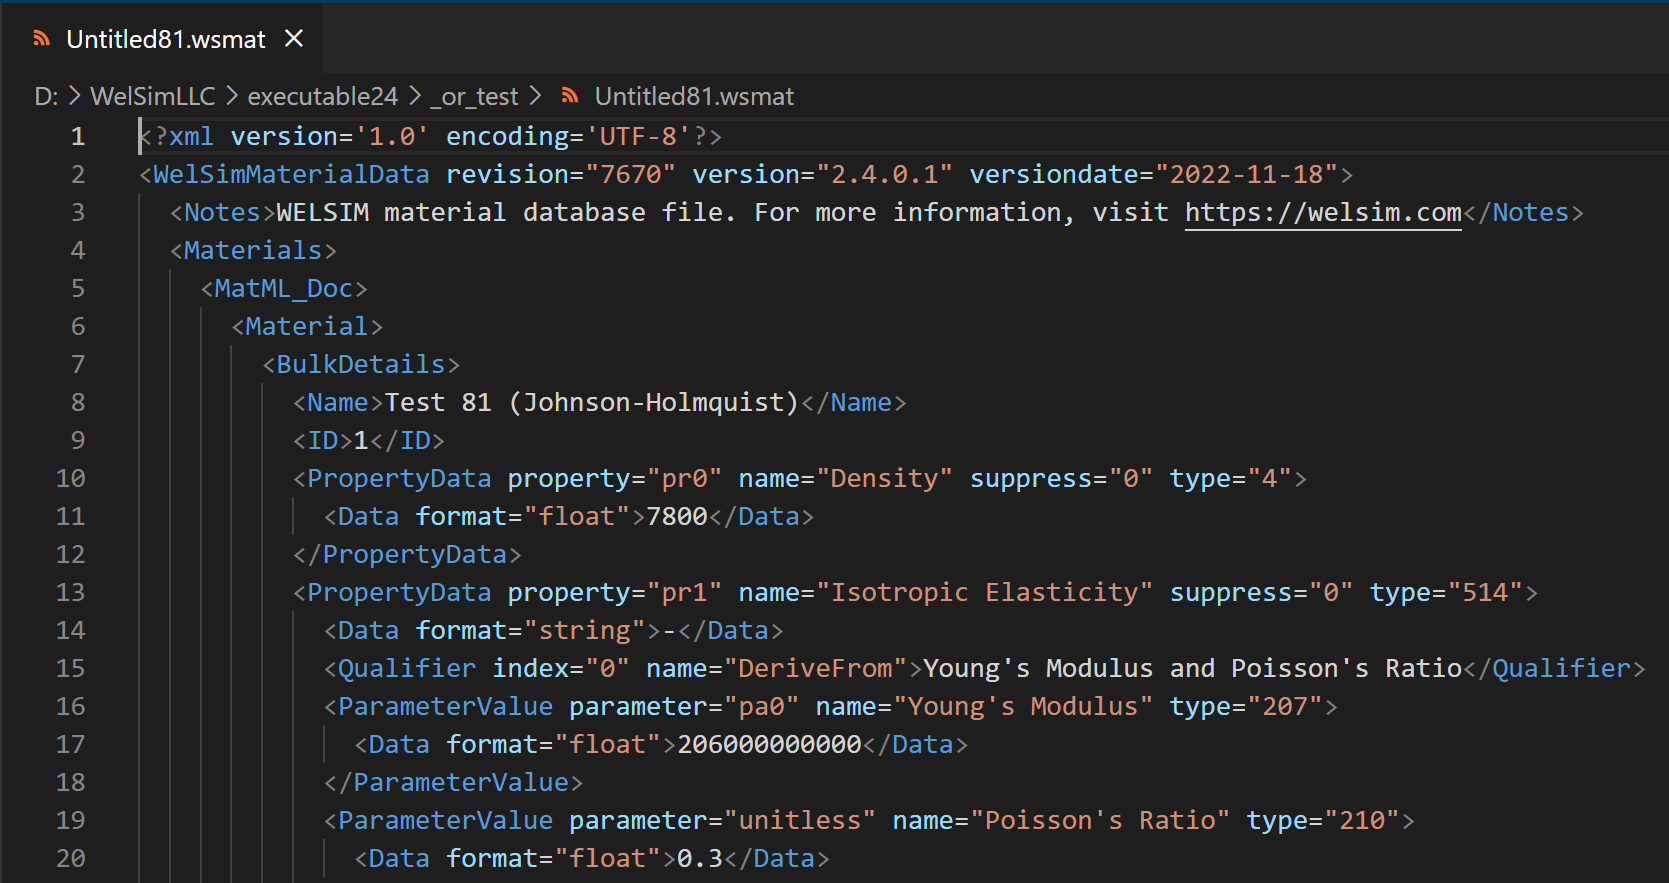 Untitled81.wsmat ×
D: > WelSimLLC > executable24 > _or_test > Untitled81.wsmat
1 <?xml version='1.0' encoding='UTF-8'?>
2 <WelSimMaterialData revision="7670" version="2.4.0.1" versiondate="2022-11-18">
3 <Notes>WELSIM material database file. For more information, visit https://welsim.com</Notes>
4 <Materials>
5 <MatML_Doc>
6 <Material>
7 <BulkDetails>
8 <Name>Test 81 (Johnson-Holmquist)</Name>
9 <ID>1</ID>
10 <PropertyData property="pr0" name="Density" suppress="0" type="4">
11 <Data format="float">7800</Data>
12 </PropertyData>
13 <PropertyData property="pr1" name="Isotropic Elasticity" suppress="0" type="514">
14 <Data format="string">-</Data>
15 <Qualifier index="0" name="DeriveFrom">Young's Modulus and Poisson's Ratio</Qualifier>
16 <ParameterValue parameter="pa0" name="Young's Modulus" type="207">
17 <Data format="float">206000000000</Data>
18 </ParameterValue>
19 <ParameterValue parameter="unitless" name="Poisson's Ratio" type="210">
20 <Data format="float">0.3</Data>